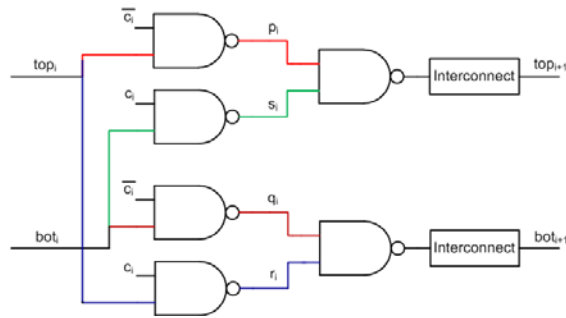 c̅ᵢ
pᵢ
topᵢ
Interconnect
topᵢ₊₁
cᵢ
sᵢ
c̅ᵢ
qᵢ
botᵢ
Interconnect
botᵢ₊₁
cᵢ
rᵢ